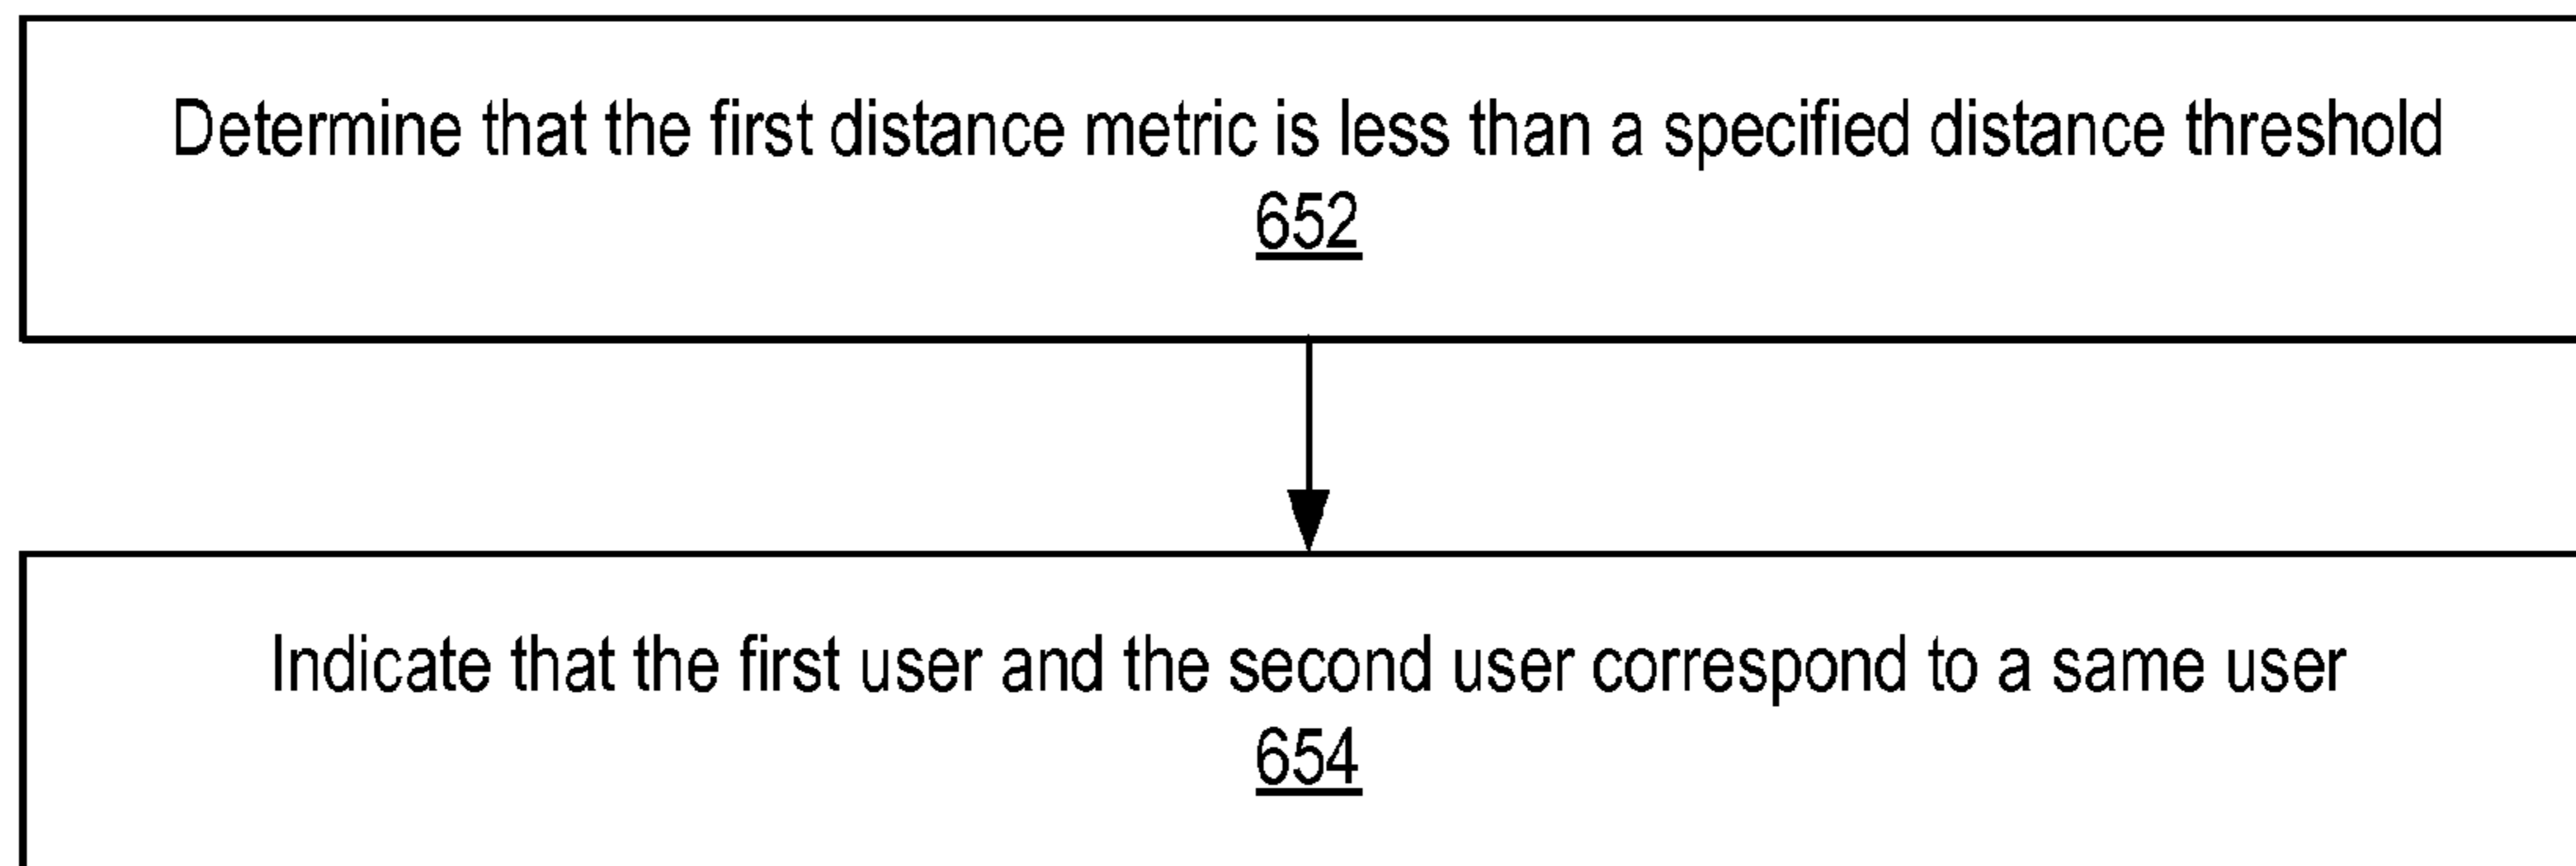 Determine that the first distance metric is less than a specified distance threshold
652
Indicate that the first user and the second user correspond to a same user
654